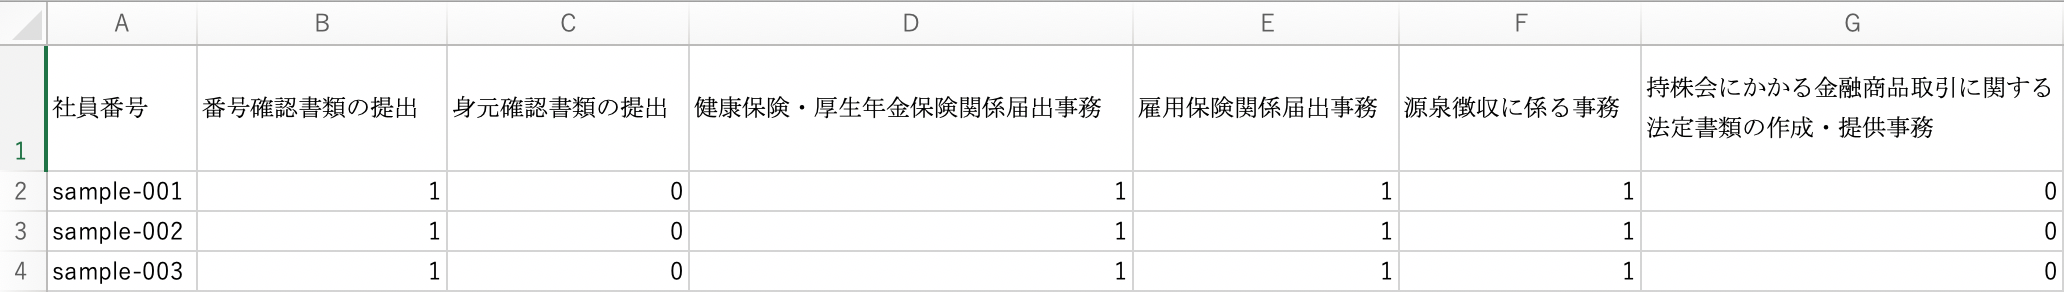 A B C D E F G
1 社員番号 番号確認書類の提出 身元確認書類の提出 健康保険・厚生年金保険関係届出事務 雇用保険関係届出事務 源泉徴収に係る事務 持株会にかかる金融商品取引に関する
法定書類の作成・提供事務
2 sample-001 1 0 1 1 1 0
3 sample-002 1 0 1 1 1 0
4 sample-003 1 0 1 1 1 0